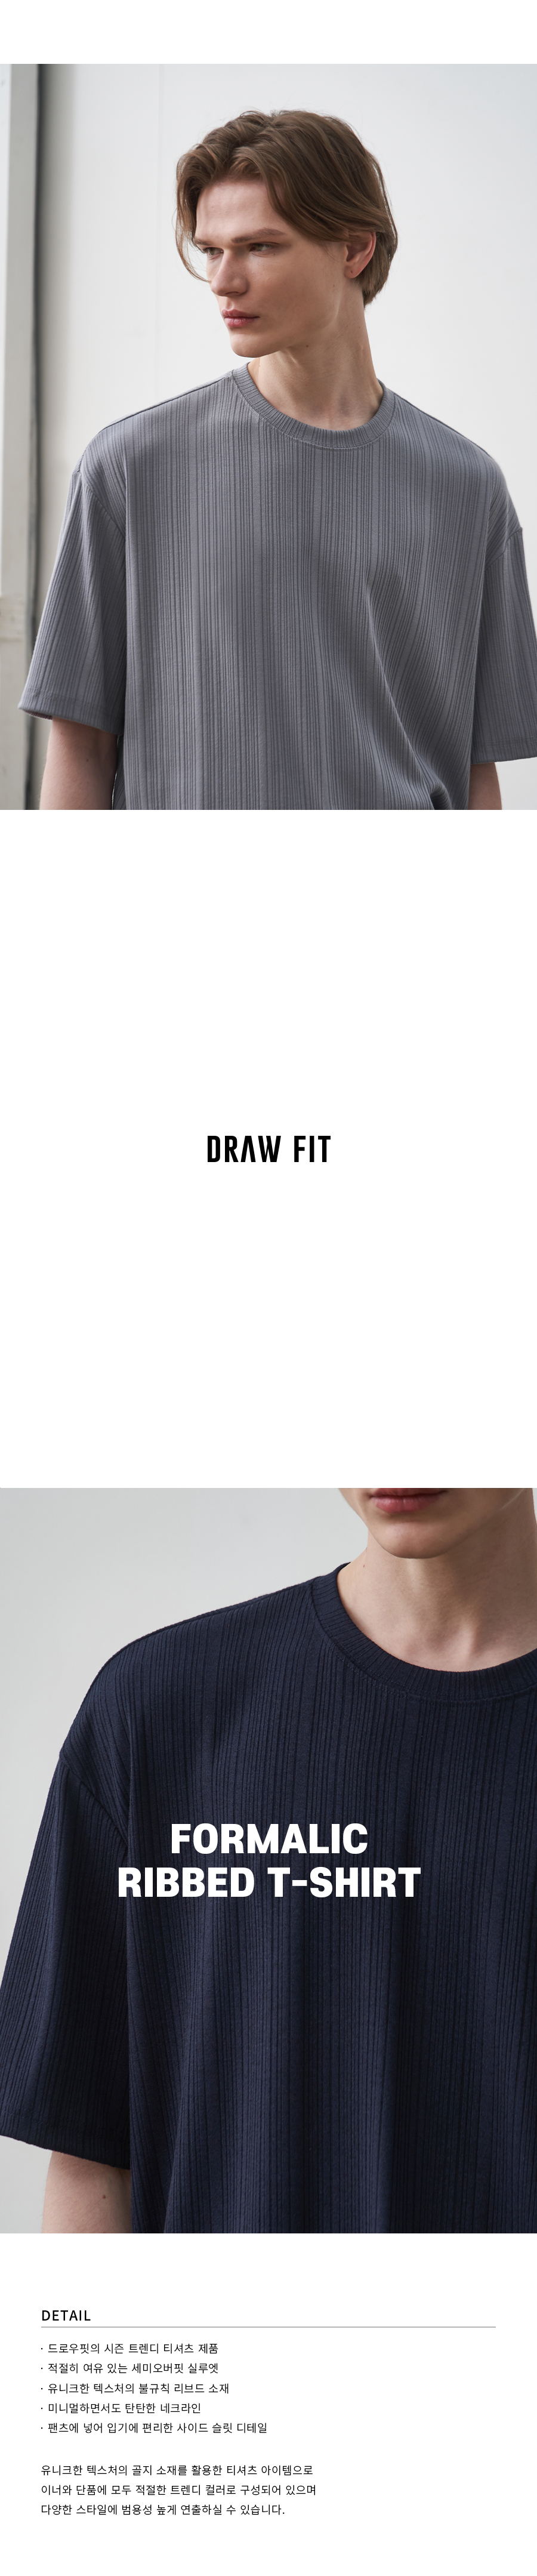 DRAW FIT
FORMALIC
RIBBED T-SHIRT
DETAIL
· 드로우핏의 시즌 트렌디 티셔츠 제품
· 적절히 여유 있는 세미오버핏 실루엣
· 유니크한 텍스처의 불규칙 리브드 소재
· 미니멀하면서도 탄탄한 네크라인
· 팬츠에 넣어 입기에 편리한 사이드 슬릿 디테일
유니크한 텍스처의 골지 소재를 활용한 티셔츠 아이템으로
이너와 단품에 모두 적절한 트렌디 컬러로 구성되어 있으며
다양한 스타일에 범용성 높게 연출하실 수 있습니다.